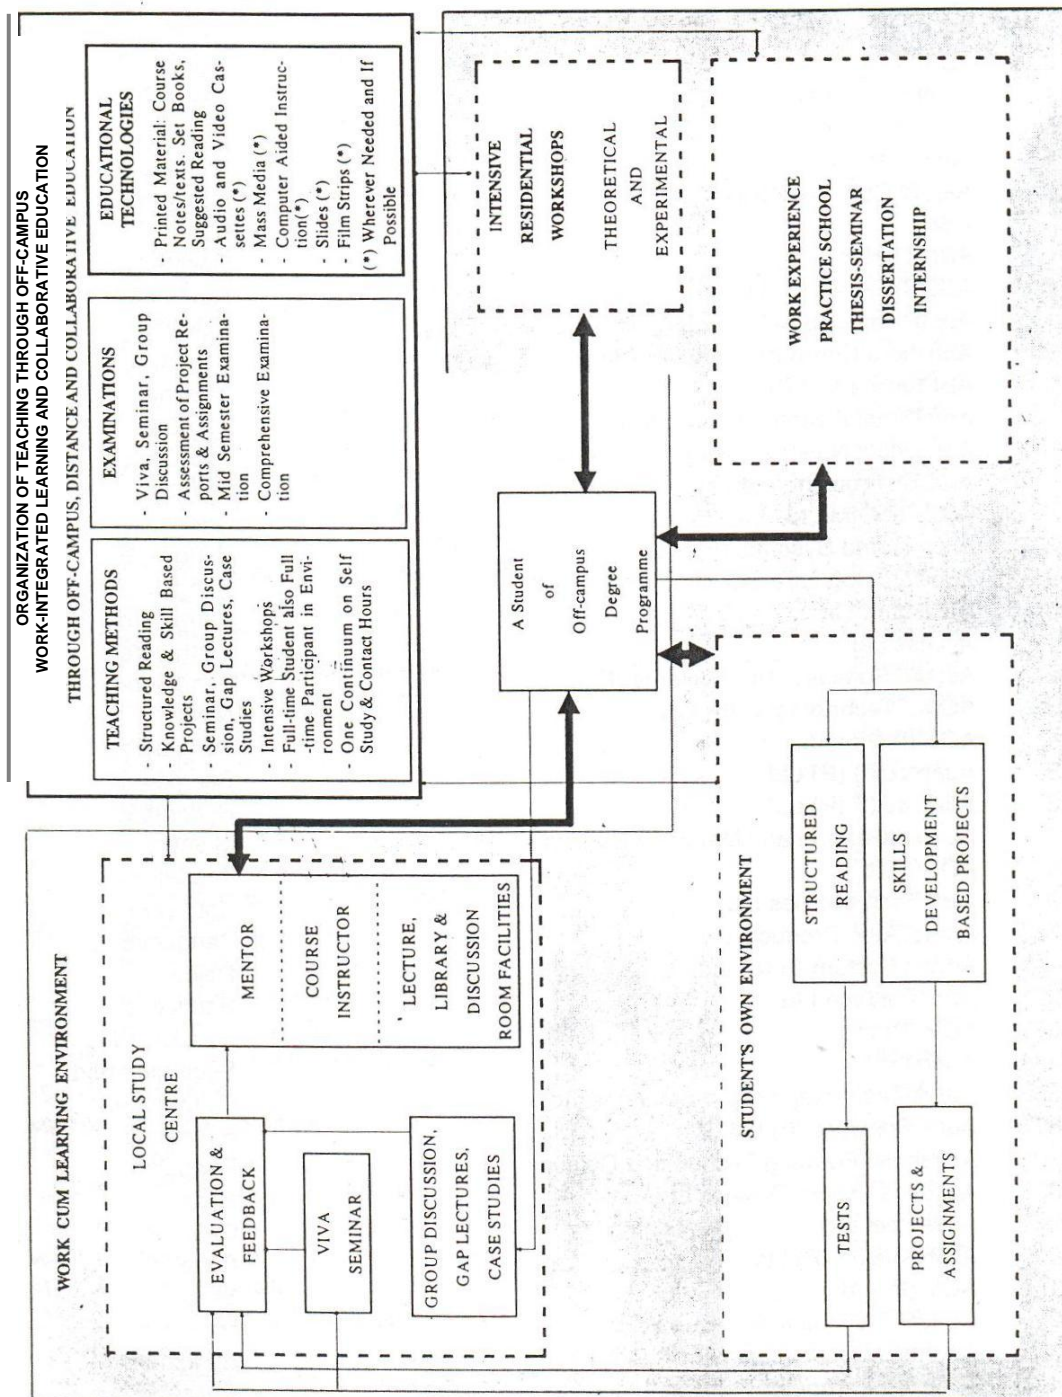 ORGANIZATION OF TEACHING THROUGH OFF-CAMPUS
WORK-INTEGRATED LEARNING AND COLLABORATIVE EDUCATION
THROUGH OFF-CAMPUS, DISTANCE AND COLLABORATIVE EDUCATION
TEACHING METHODS
- Structured Reading
- Knowledge & Skill Based
Projects
- Seminar, Group Discus-
sion, Gap Lectures, Case
Studies
- Intensive Workshops
- Full-time Student also Full
-time Participant in Envi-
ronment
- One Continuum on Self
Study & Contact Hours
EXAMINATIONS
- Viva, Seminar, Group
Discussion
- Assessment of Project Re-
ports & Assignments
- Mid Semester Examina-
tion
- Comprehensive Examina-
tion
EDUCATIONAL
TECHNOLOGIES
- Printed Material: Course
Notes/texts. Set Books,
Suggested Reading
- Audio and Video Cas-
settes (*)
- Mass Media (*)
- Computer Aided Instruc-
tion(*)
- Slides (*)
- Film Strips (*)
(*) Wherever Needed and If
Possible
WORK CUM LEARNING ENVIRONMENT
LOCAL STUDY
CENTRE
EVALUATION &
FEEDBACK
VIVA
SEMINAR
GROUP DISCUSSION,
GAP LECTURES,
CASE STUDIES
MENTOR
COURSE
INSTRUCTOR
LECTURE,
LIBRARY &
DISCUSSION
ROOM FACILITIES
A Student
of
Off-campus
Degree
Programme
INTENSIVE
RESIDENTIAL
WORKSHOPS
THEORETICAL
AND
EXPERIMENTAL
WORK EXPERIENCE
PRACTICE SCHOOL
THESIS-SEMINAR
DISSERTATION
INTERNSHIP
STUDENT'S OWN ENVIRONMENT
TESTS
STRUCTURED
READING
PROJECTS &
ASSIGNMENTS
SKILLS
DEVELOPMENT
BASED PROJECTS